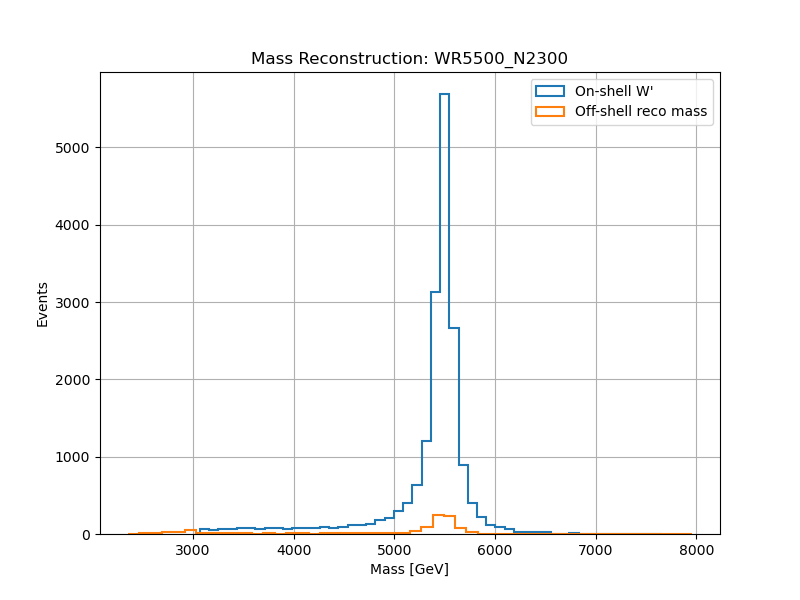 Mass Reconstruction: WR5500_N2300
On-shell W'
Off-shell reco mass
Events
5000
4000
3000
2000
1000
0
3000 4000 5000 6000 7000 8000
Mass [GeV]